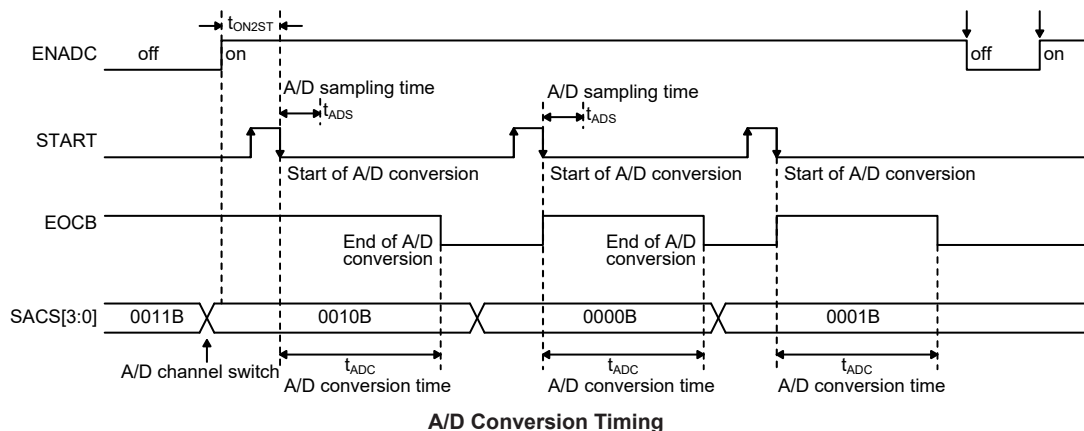 tON2ST
ENADC off on off on
A/D sampling time A/D sampling time
tADS tADS
START
Start of A/D conversion Start of A/D conversion Start of A/D conversion
EOCB
End of A/D conversion End of A/D conversion
SACS[3:0] 0011B 0010B 0000B 0001B
A/D channel switch
tADC tADC tADC
A/D conversion time A/D conversion time A/D conversion time
A/D Conversion Timing